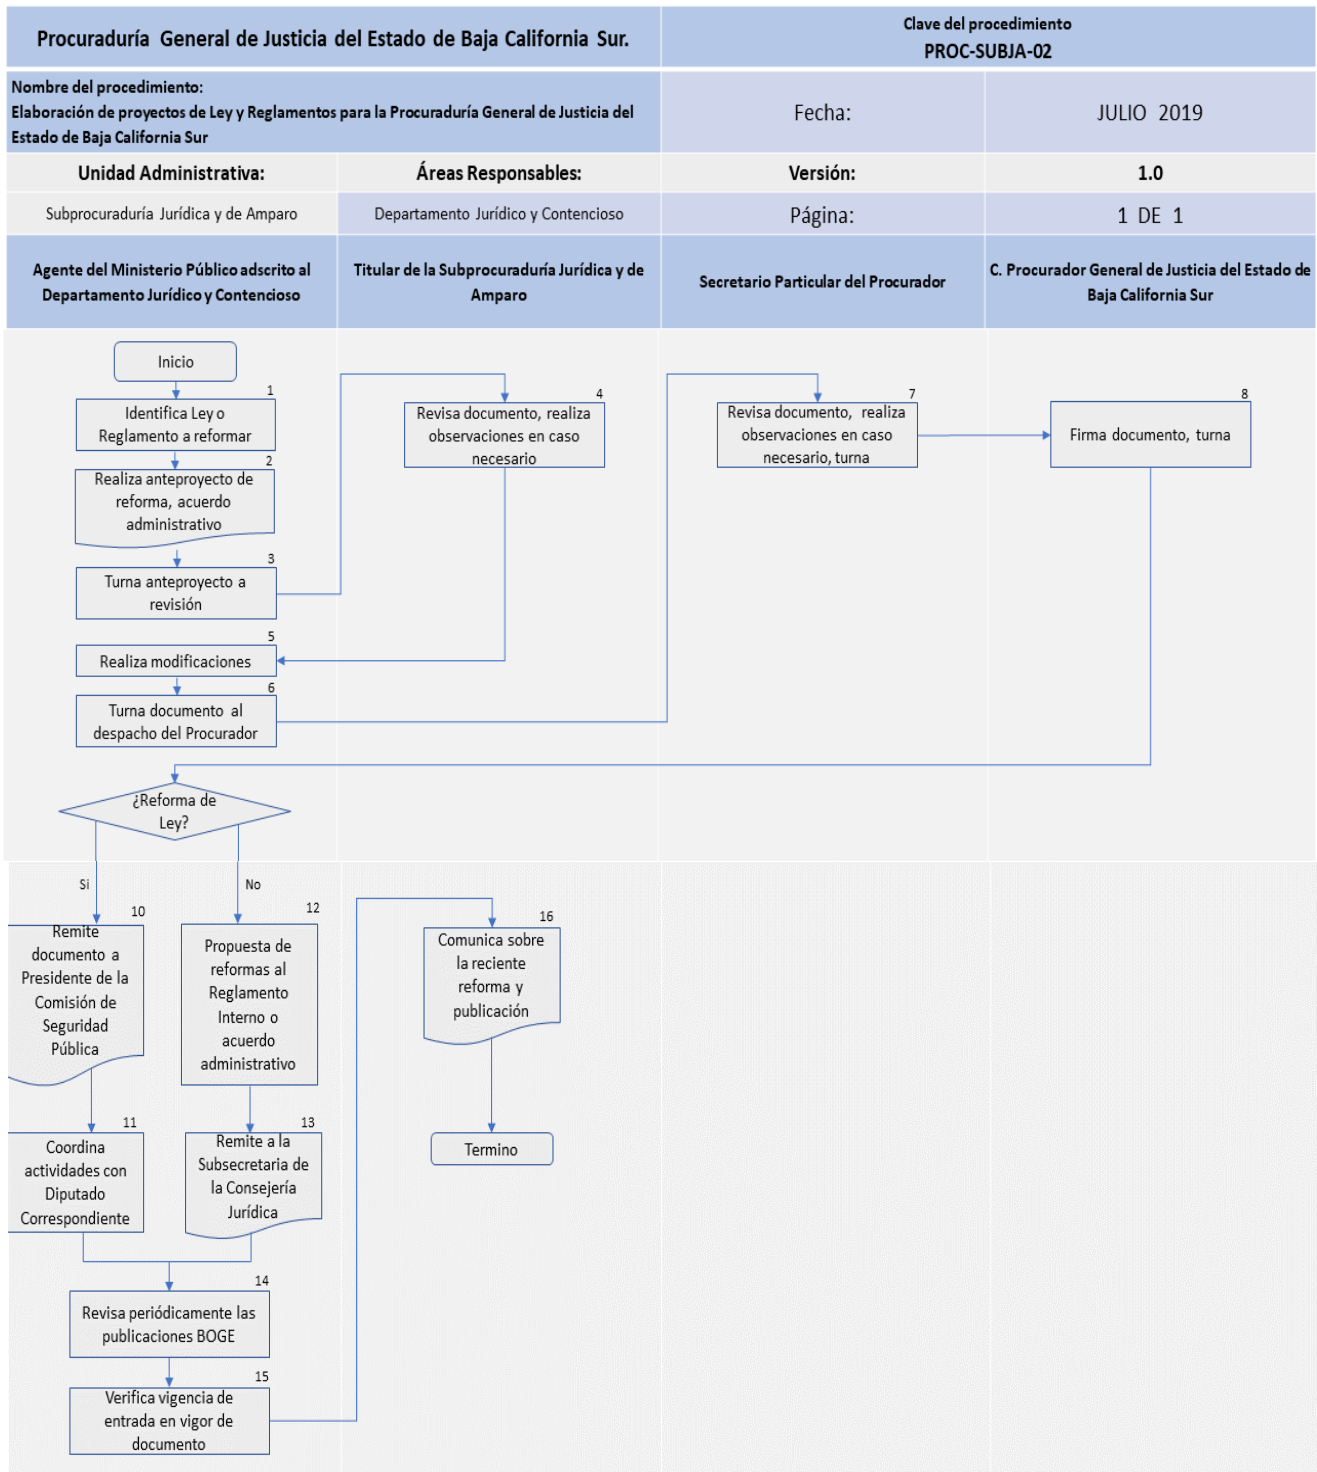 Procuraduría General de Justicia del Estado de Baja California Sur.
Clave del procedimiento
PROC-SUBJA-02
Nombre del procedimiento:
Elaboración de proyectos de Ley y Reglamentos para la Procuraduría General de Justicia del
Estado de Baja California Sur
Fecha:
JULIO 2019
Unidad Administrativa:
Áreas Responsables:
Versión:
1.0
Subprocuraduría Jurídica y de Amparo
Departamento Jurídico y Contencioso
Página:
1 DE 1
Agente del Ministerio Público adscrito al
Departamento Jurídico y Contencioso
Titular de la Subprocuraduría Jurídica y de
Amparo
Secretario Particular del Procurador
C. Procurador General de Justicia del Estado de
Baja California Sur
Inicio
1
Identifica Ley o
Reglamento a reformar
2
Realiza anteproyecto de
reforma, acuerdo
administrativo
3
Turna anteproyecto a
revisión
4
Revisa documento, realiza
observaciones en caso
necesario
5
Realiza modificaciones
6
Turna documento al
despacho del Procurador
7
Revisa documento, realiza
observaciones en caso
necesario, turna
8
Firma documento, turna
¿Reforma de
Ley?
Si
No
10
Remite
documento a
Presidente de la
Comisión de
Seguridad
Pública
11
Coordina
actividades con
Diputado
Correspondiente
12
Propuesta de
reformas al
Reglamento
Interno o
acuerdo
administrativo
13
Remite a la
Subsecretaria de
la Consejería
Jurídica
14
Revisa periódicamente las
publicaciones BOGE
15
Verifica vigencia de
entrada en vigor de
documento
16
Comunica sobre
la reciente
reforma y
publicación
Termino